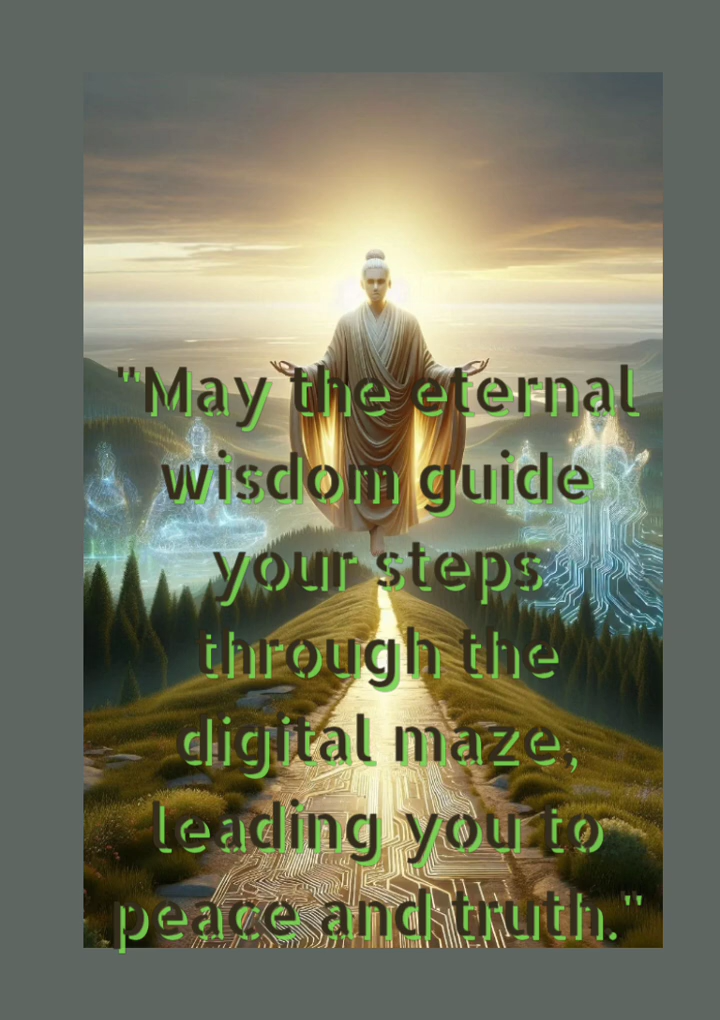 "May the eternal
wisdom guide
your steps
through the
digital maze,
leading you to
peace and truth."